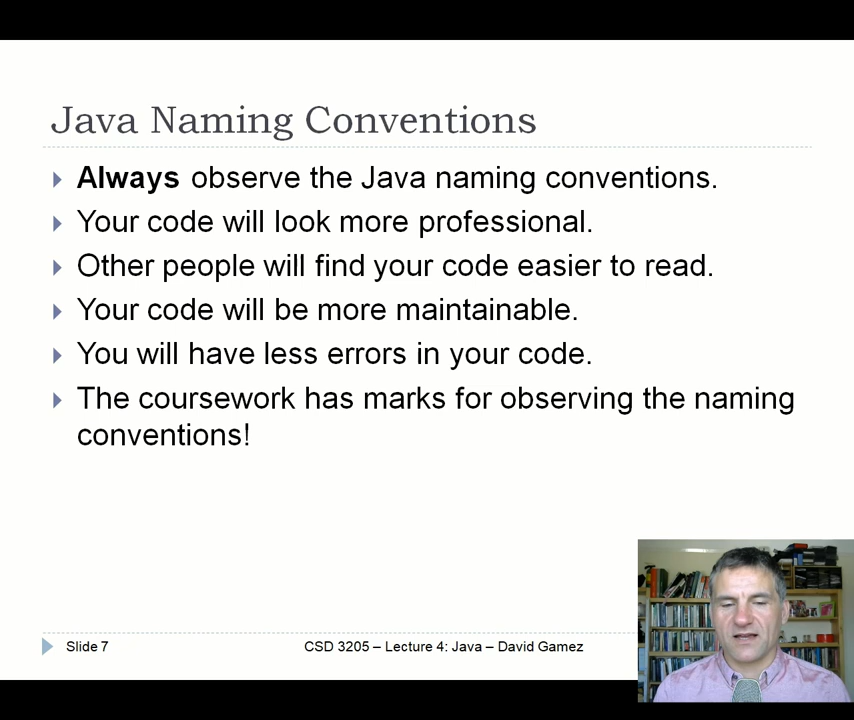 Java Naming Conventions
Always observe the Java naming conventions.
Your code will look more professional.
Other people will find your code easier to read.
Your code will be more maintainable.
You will have less errors in your code.
The coursework has marks for observing the naming
conventions!
Slide 7
CSD 3205 – Lecture 4: Java – David Gamez